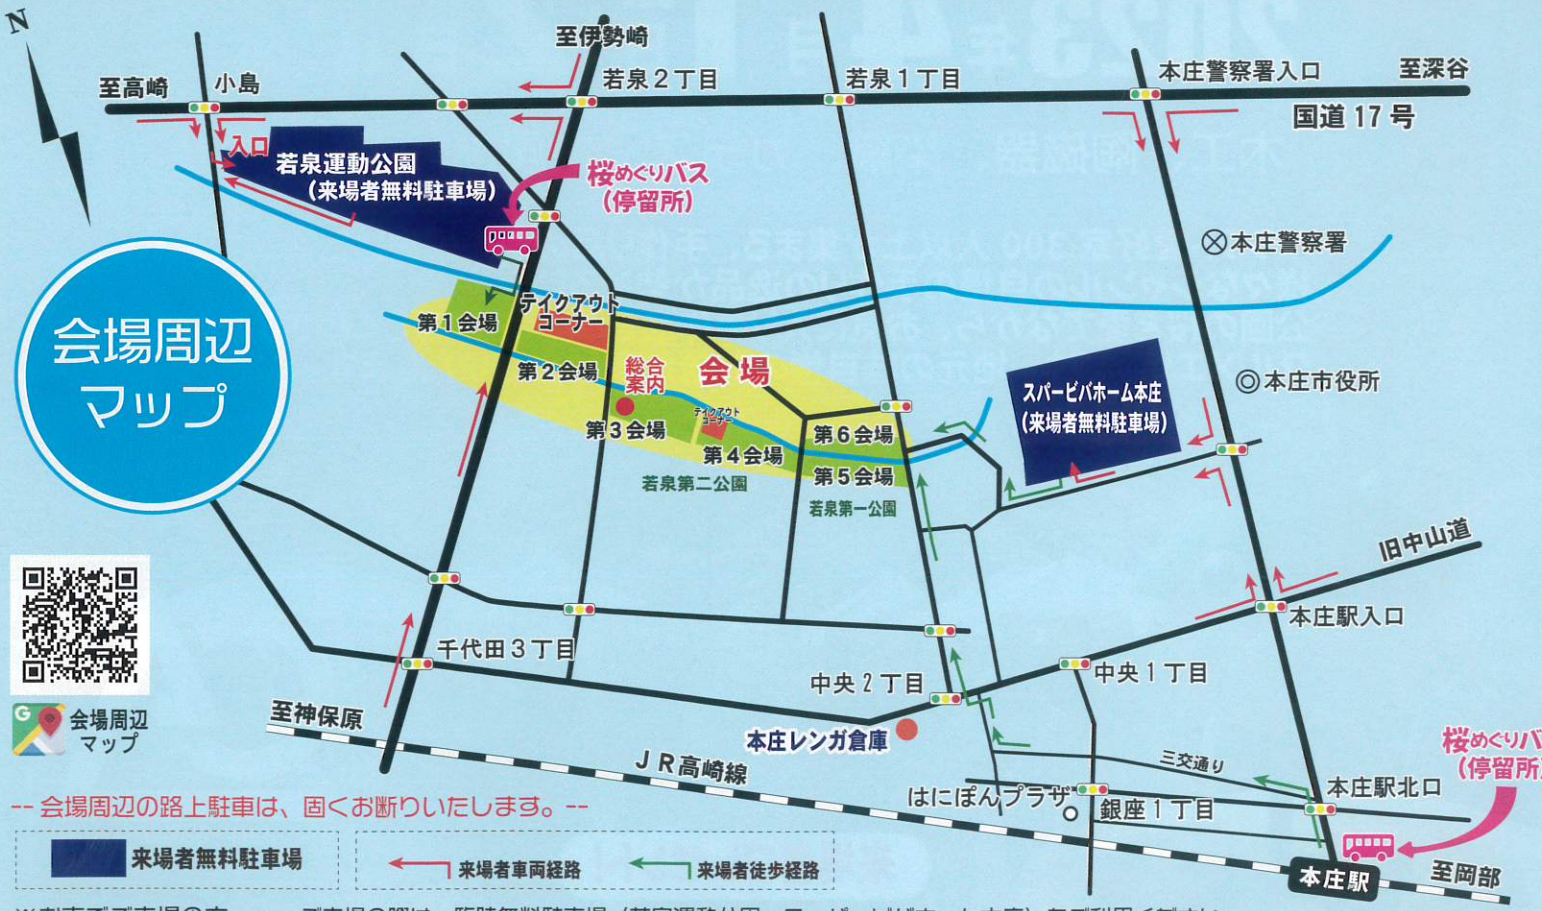 N
至伊勢崎
至高崎
小島
若泉２丁目
若泉１丁目
本庄警察署入口
至深谷
国道 17 号
入口
若泉運動公園
（来場者無料駐車場）
桜めぐりバス
（停留所）
本庄警察署
会場周辺
マップ
テイクアウト
コーナー
第１会場
第２会場
総合
案内
会場
スパービバホーム本庄
（来場者無料駐車場）
本庄市役所
第３会場
テイクアウト
コーナー
第４会場
第６会場
第５会場
若泉第二公園
若泉第一公園
旧中山道
本庄駅入口
千代田３丁目
中央２丁目
中央１丁目
会場周辺
マップ
至神保原
本庄レンガ倉庫
ＪＲ高崎線
三交通り
桜めぐりバ
（停留所
本庄駅北口
はにぽんプラザ
銀座１丁目
-- 会場周辺の路上駐車は、固くお断りいたします。--
来場者無料駐車場
来場者車両経路
来場者徒歩経路
本庄駅
至岡部